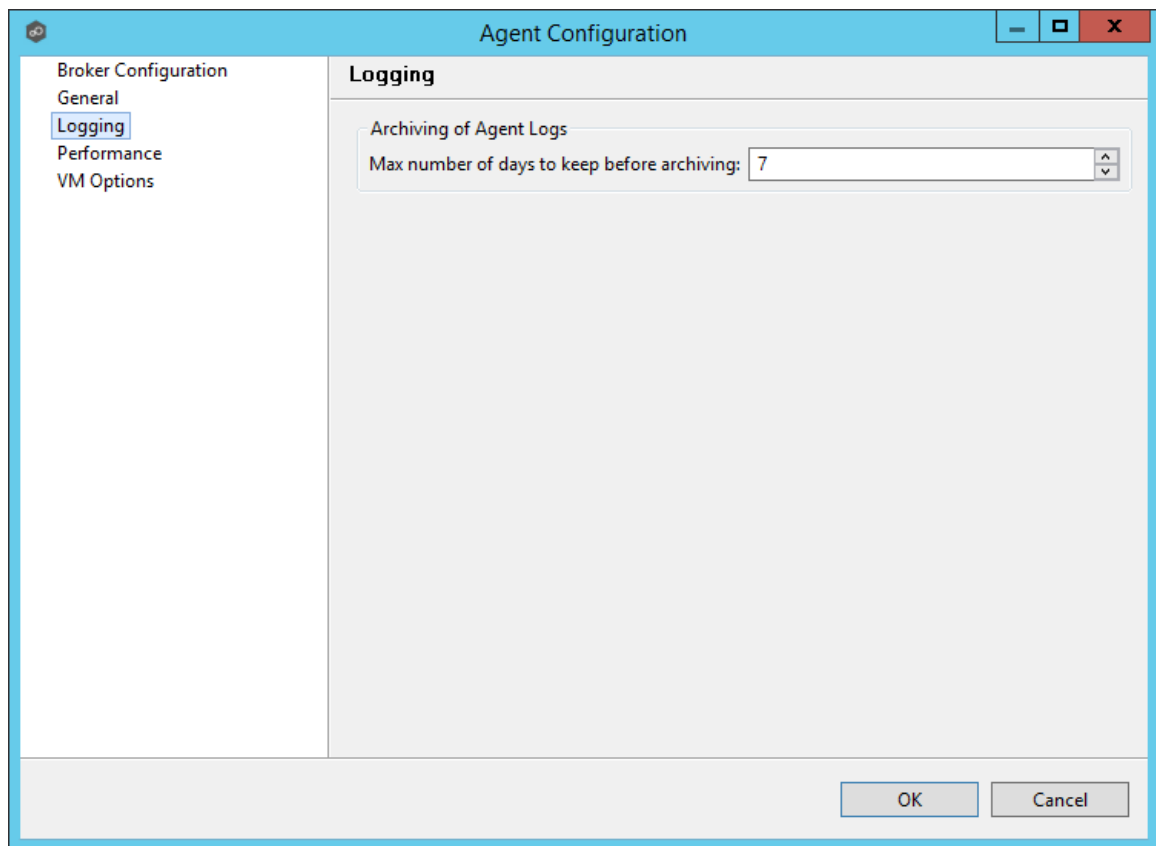 Agent Configuration
Broker Configuration
General
Logging
Performance
VM Options
Logging
Archiving of Agent Logs
Max number of days to keep before archiving: 7
OK Cancel